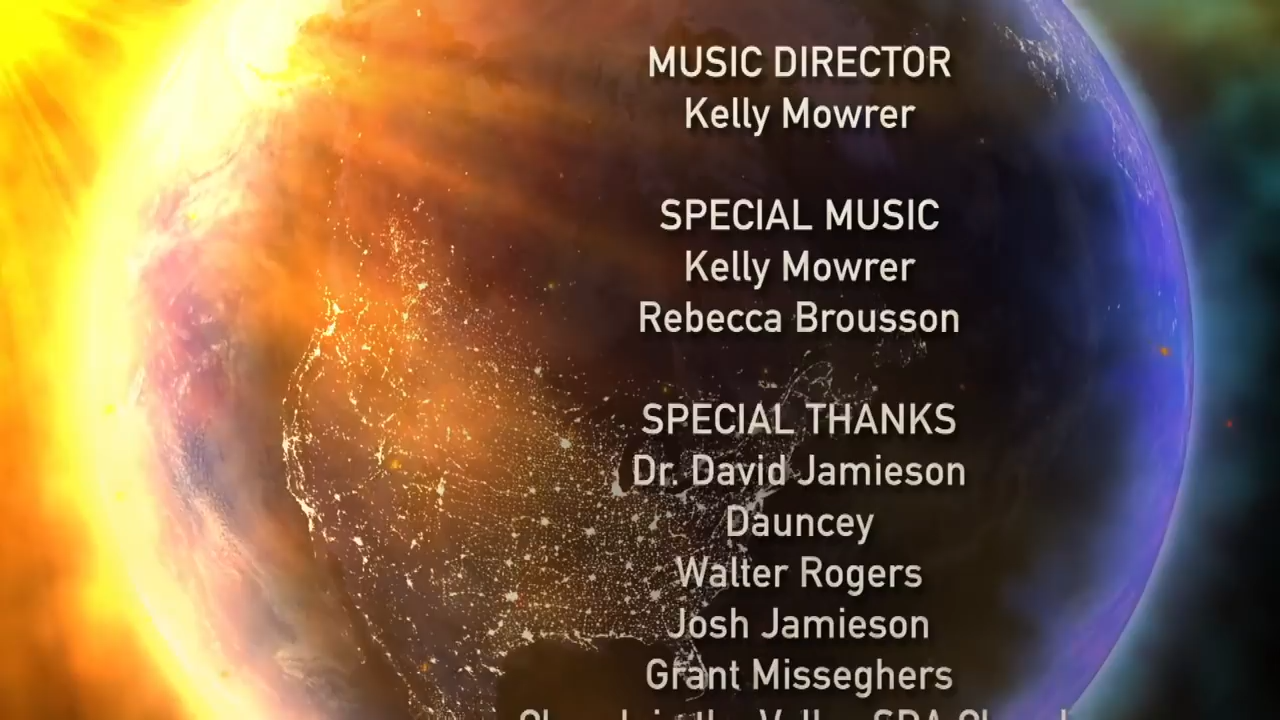 MUSIC DIRECTOR
Kelly Mowrer
SPECIAL MUSIC
Kelly Mowrer
Rebecca Brousson
SPECIAL THANKS
Dr. David Jamieson
Dauncey
Walter Rogers
Josh Jamieson
Grant Misseghers